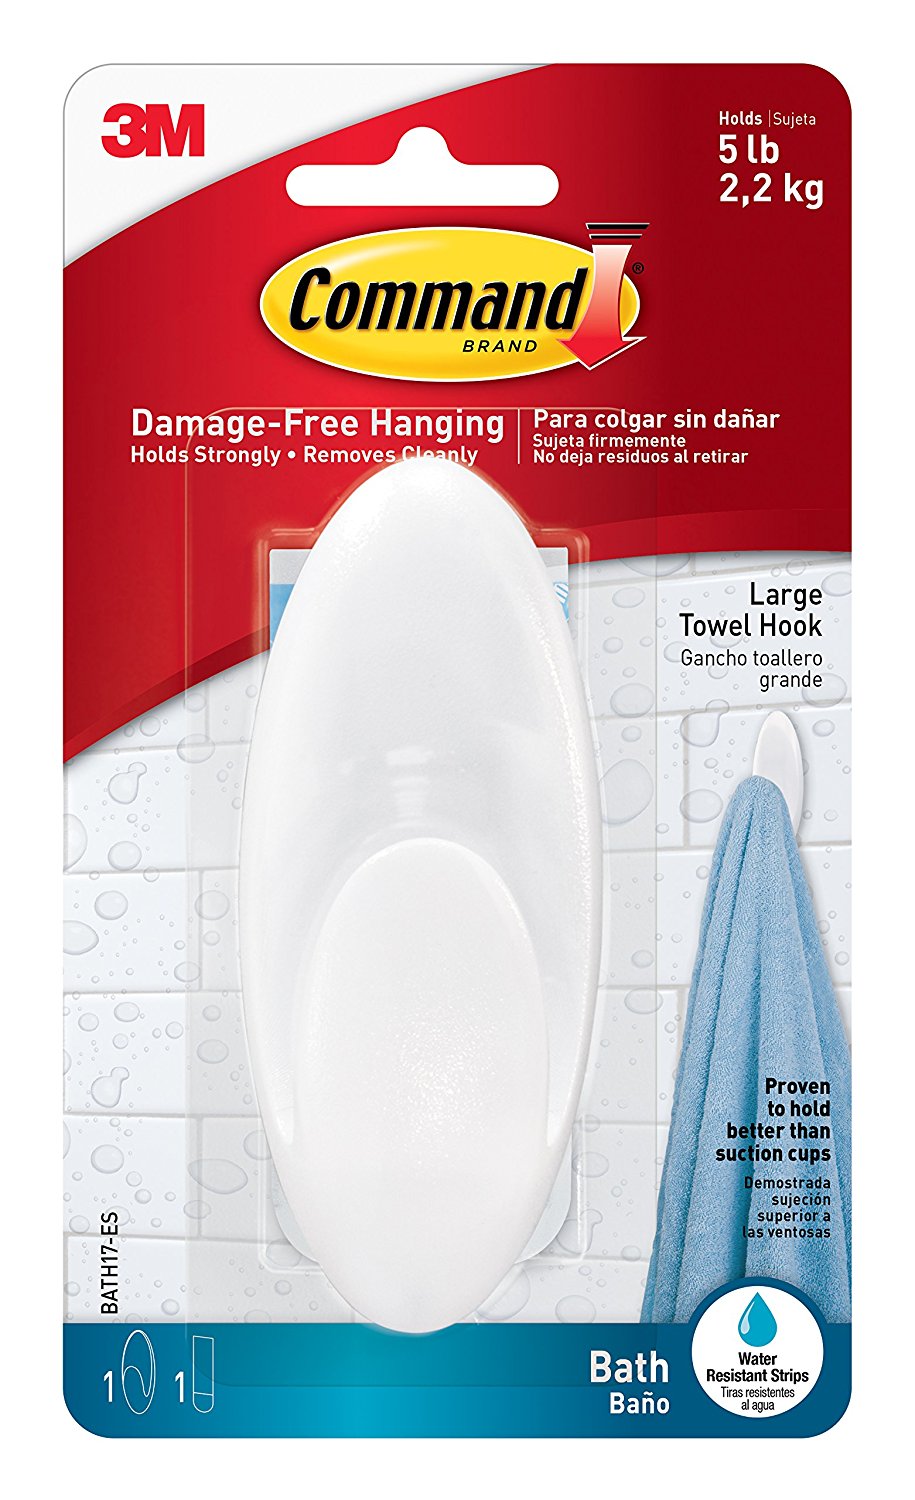 3M
Holds | Sujeta
5 lb
2,2 kg
Command®
BRAND
Damage-Free Hanging
Holds Strongly • Removes Cleanly
Para colgar sin dañar
Sujeta firmemente
No deja residuos al retirar
Large
Towel Hook
Gancho toallero
grande
Proven
to hold
better than
suction cups
Demostrada
sujeción
superior a
las ventosas
BATH17-ES
1 1
Bath
Baño
Water
Resistant Strips
Tiras resistentes
al agua